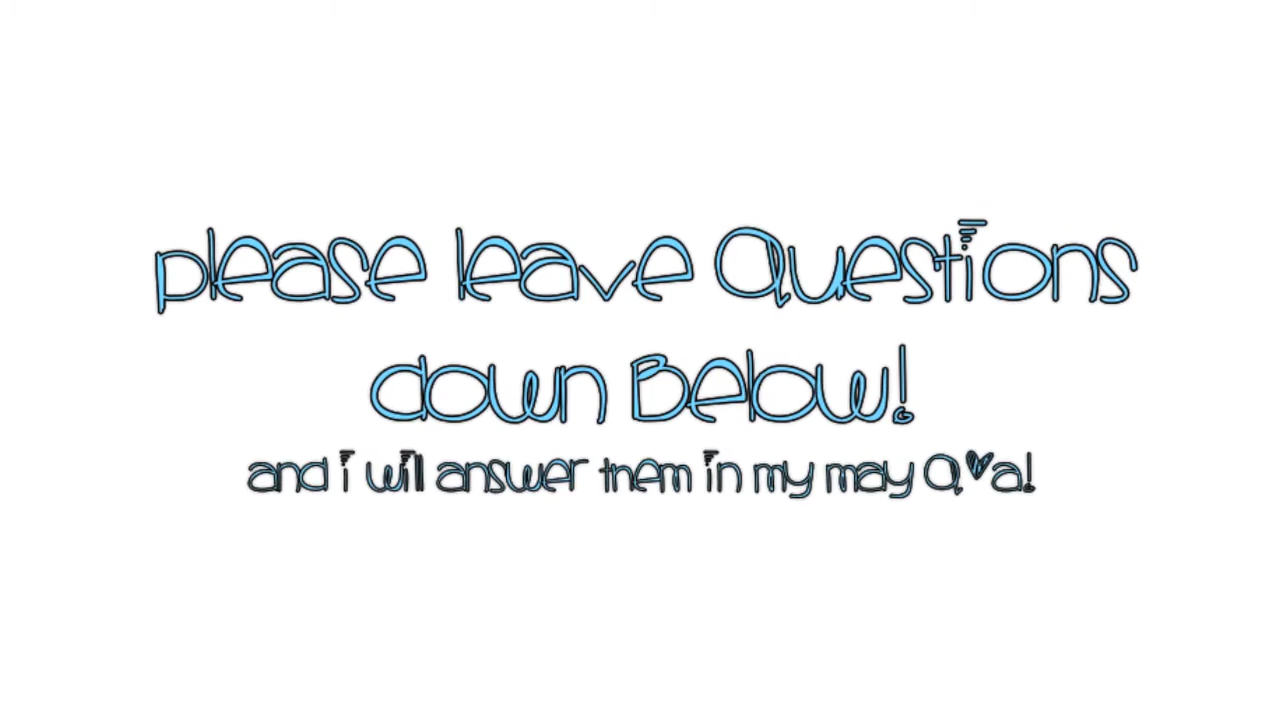 please leave Questions
down Below!
and i will answer them in my may Q♥a!